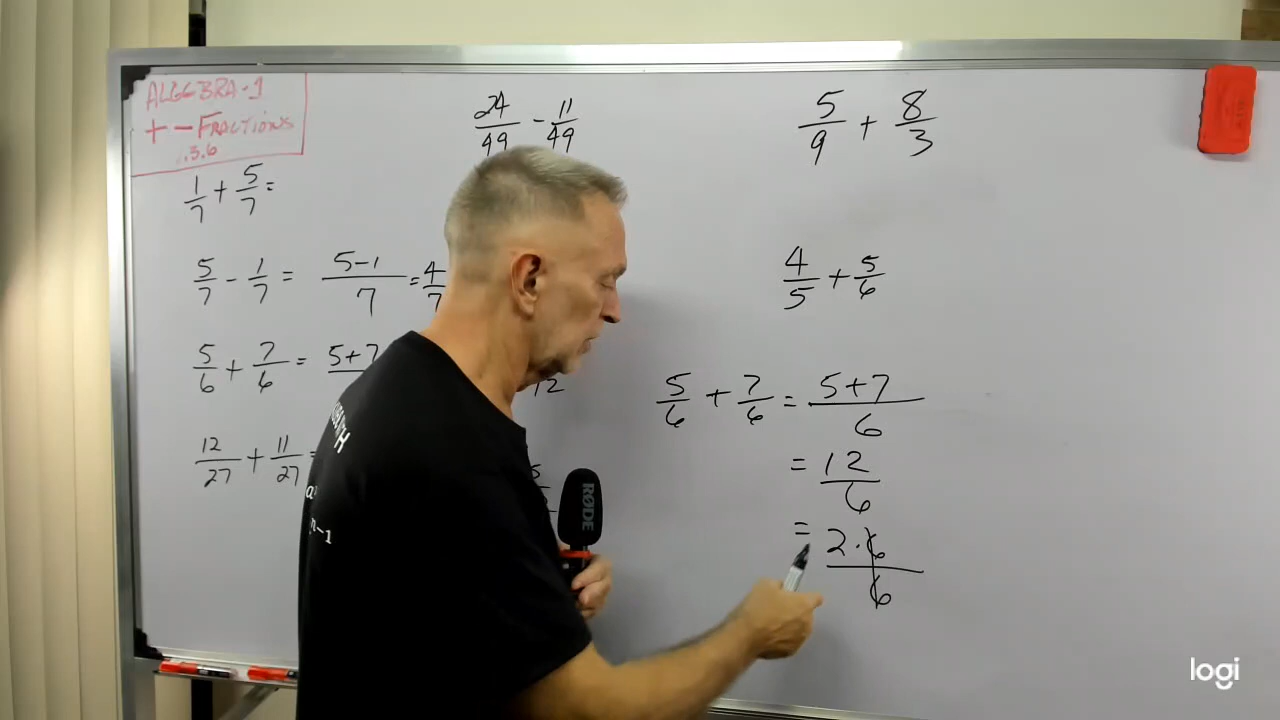 ALGEBRA-1
+ - FRACTIONS
.3.6
1/7 + 5/7 =
5/7 - 1/7 = 5-1/7 = 4/7
5/6 + 7/6 = 5+7
12
12/27 + 11/27 =
24/49 - 11/49
5/9 + 8/3
4/5 + 5/6
5/6 + 7/6 = 5+7/6
= 12/6
= 2·6/6
RØDE
n-1
logi